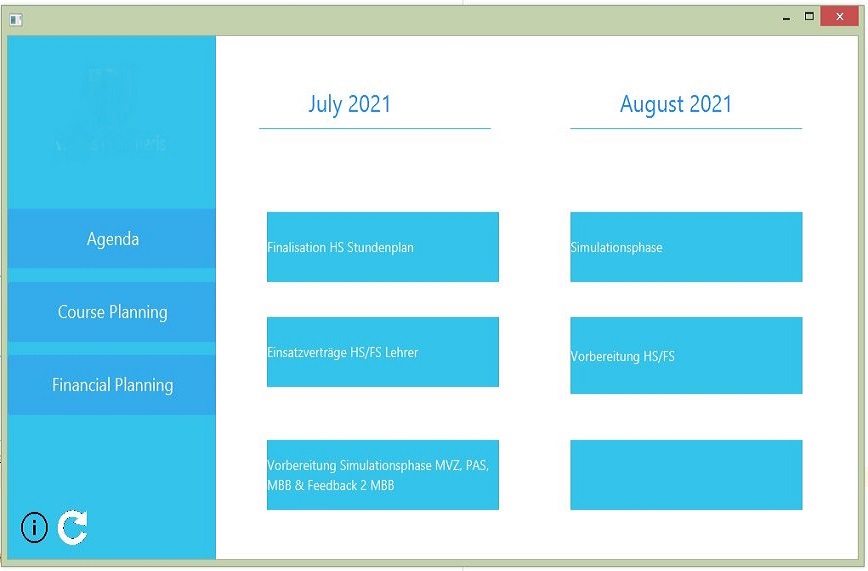 July 2021
August 2021
Agenda
Course Planning
Financial Planning
Finalisation HS Stundenplan
Einsatzverträge HS/FS Lehrer
Vorbereitung Simulationsphase MVZ, PAS,
MBB & Feedback 2 MBB
Simulationsphase
Vorbereitung HS/FS